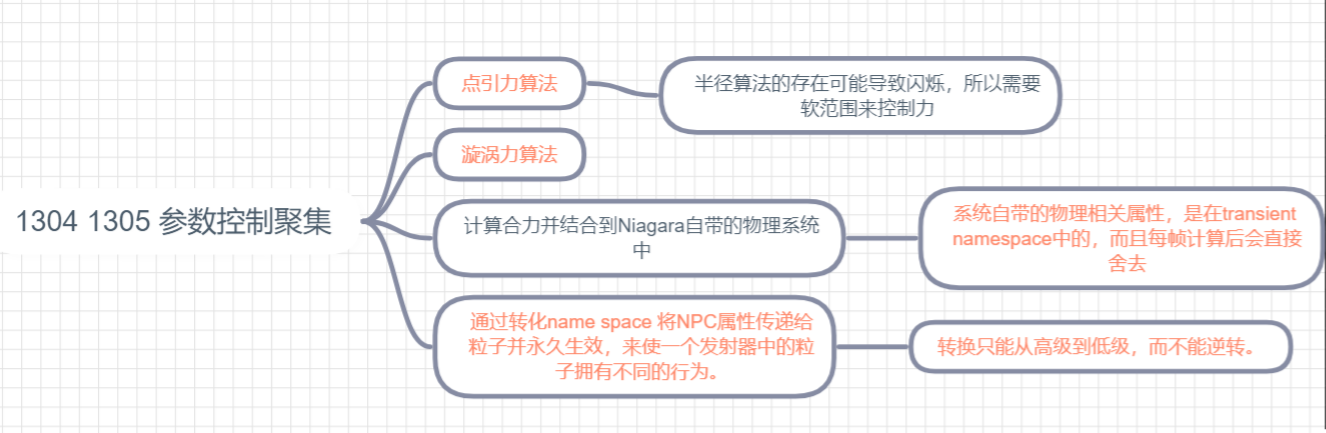 1304 1305 参数控制聚集
点引力算法
半径算法的存在可能导致闪烁，所以需要
软范围来控制力
漩涡力算法
计算合力并结合到Niagara自带的物理系统
中
系统自带的物理相关属性，是在transient
namespace中的，而且每帧计算后会直接
舍去
通过转化name space 将NPC属性传递给
粒子并永久生效，来使一个发射器中的粒
子拥有不同的行为。
转换只能从高级到低级，而不能逆转。